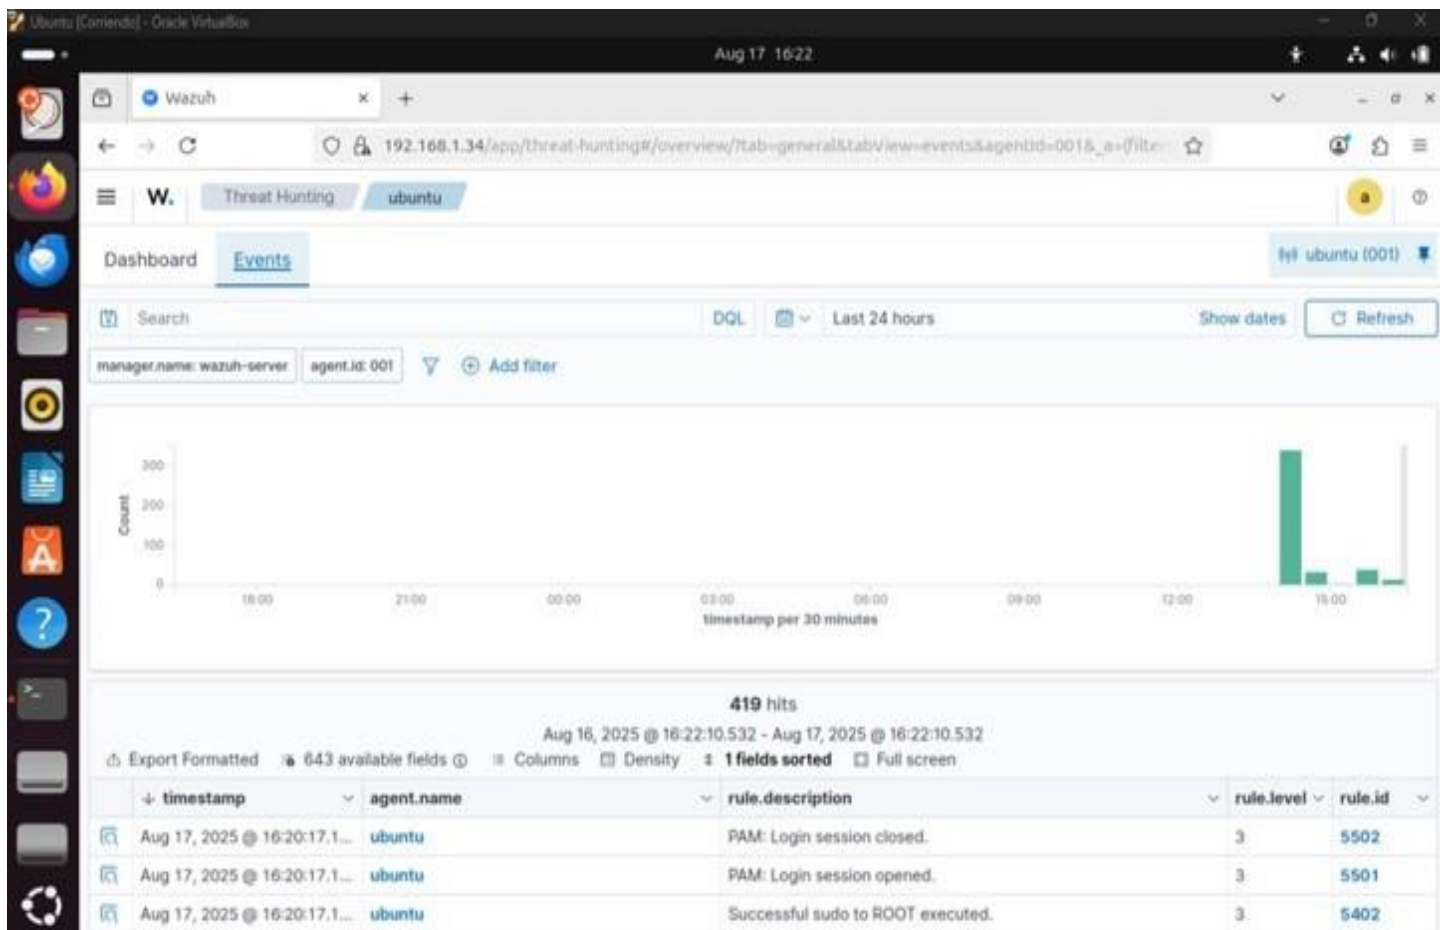 Ubuntu [Corriendo] - Oracle VirtualBox
Aug 17 16:22
Wazuh
192.168.1.34/app/threat-hunting#/overview/?tab=general&tabView=events&agentId=001&_a=(filter
W. Threat Hunting ubuntu a
Dashboard Events ubuntu (001)
Search DQL Last 24 hours Show dates Refresh
manager.name: wazuh-server agent.id: 001 Add filter
300
200
100
0
Count
18:00 21:00 00:00 03:00 06:00 09:00 12:00 15:00
timestamp per 30 minutes
419 hits
Aug 16, 2025 @ 16:22:10.532 - Aug 17, 2025 @ 16:22:10.532
Export Formatted 643 available fields Columns Density 1 fields sorted Full screen
timestamp agent.name rule.description rule.level rule.id
Aug 17, 2025 @ 16:20:17.1... ubuntu PAM: Login session closed. 3 5502
Aug 17, 2025 @ 16:20:17.1... ubuntu PAM: Login session opened. 3 5501
Aug 17, 2025 @ 16:20:17.1... ubuntu Successful sudo to ROOT executed. 3 5402